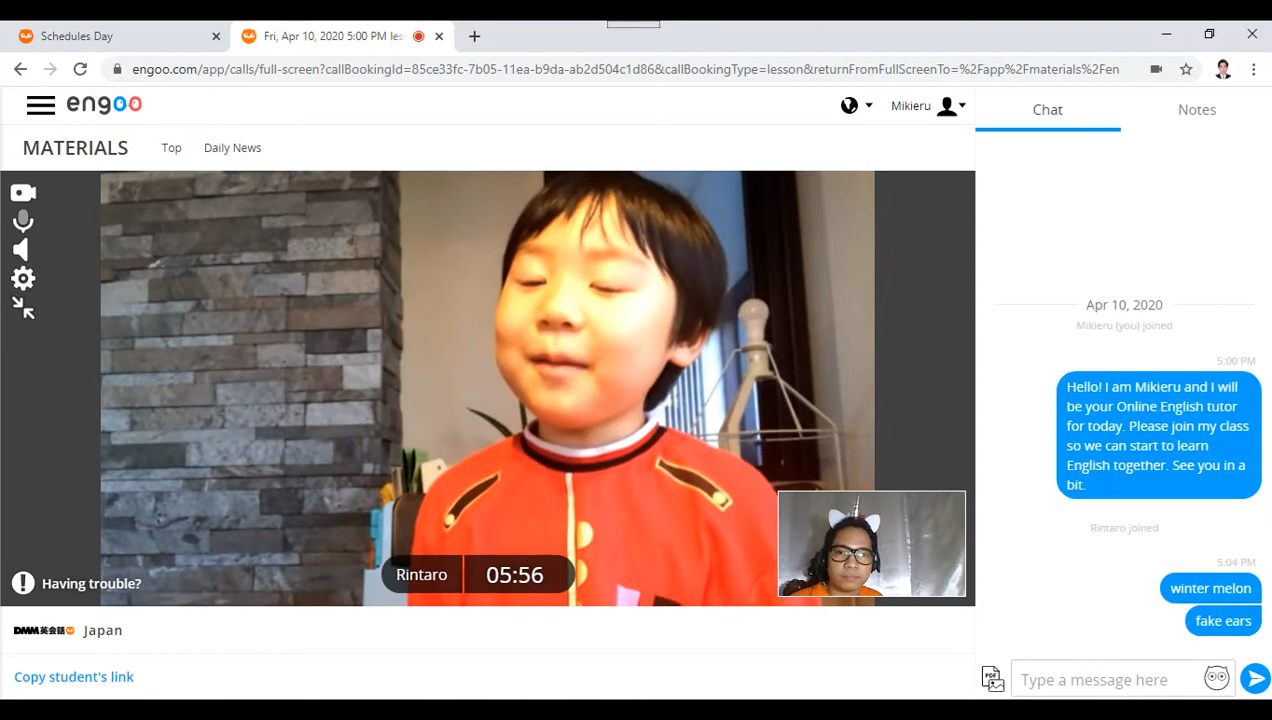 Schedules Day
Fri, Apr 10, 2020 5:00 PM les
engoo.com/app/calls/full-screen?callBookingId=85ce33fc-7b05-11ea-b9da-ab2d504c1d86&callBookingType=lesson&returnFromFullScreenTo=%2Fapp%2Fmaterials%2Fen
engoo
Mikieru
MATERIALS
Top
Daily News
Having trouble?
Rintaro
05:56
DMM英会話
Japan
Copy student's link
Chat
Notes
Apr 10, 2020
Mikieru (you) joined
5:00 PM
Hello! I am Mikieru and I will
be your Online English tutor
for today. Please join my class
so we can start to learn
English together. See you in a
bit.
Rintaro joined
5:04 PM
winter melon
fake ears
PDF
Type a message here